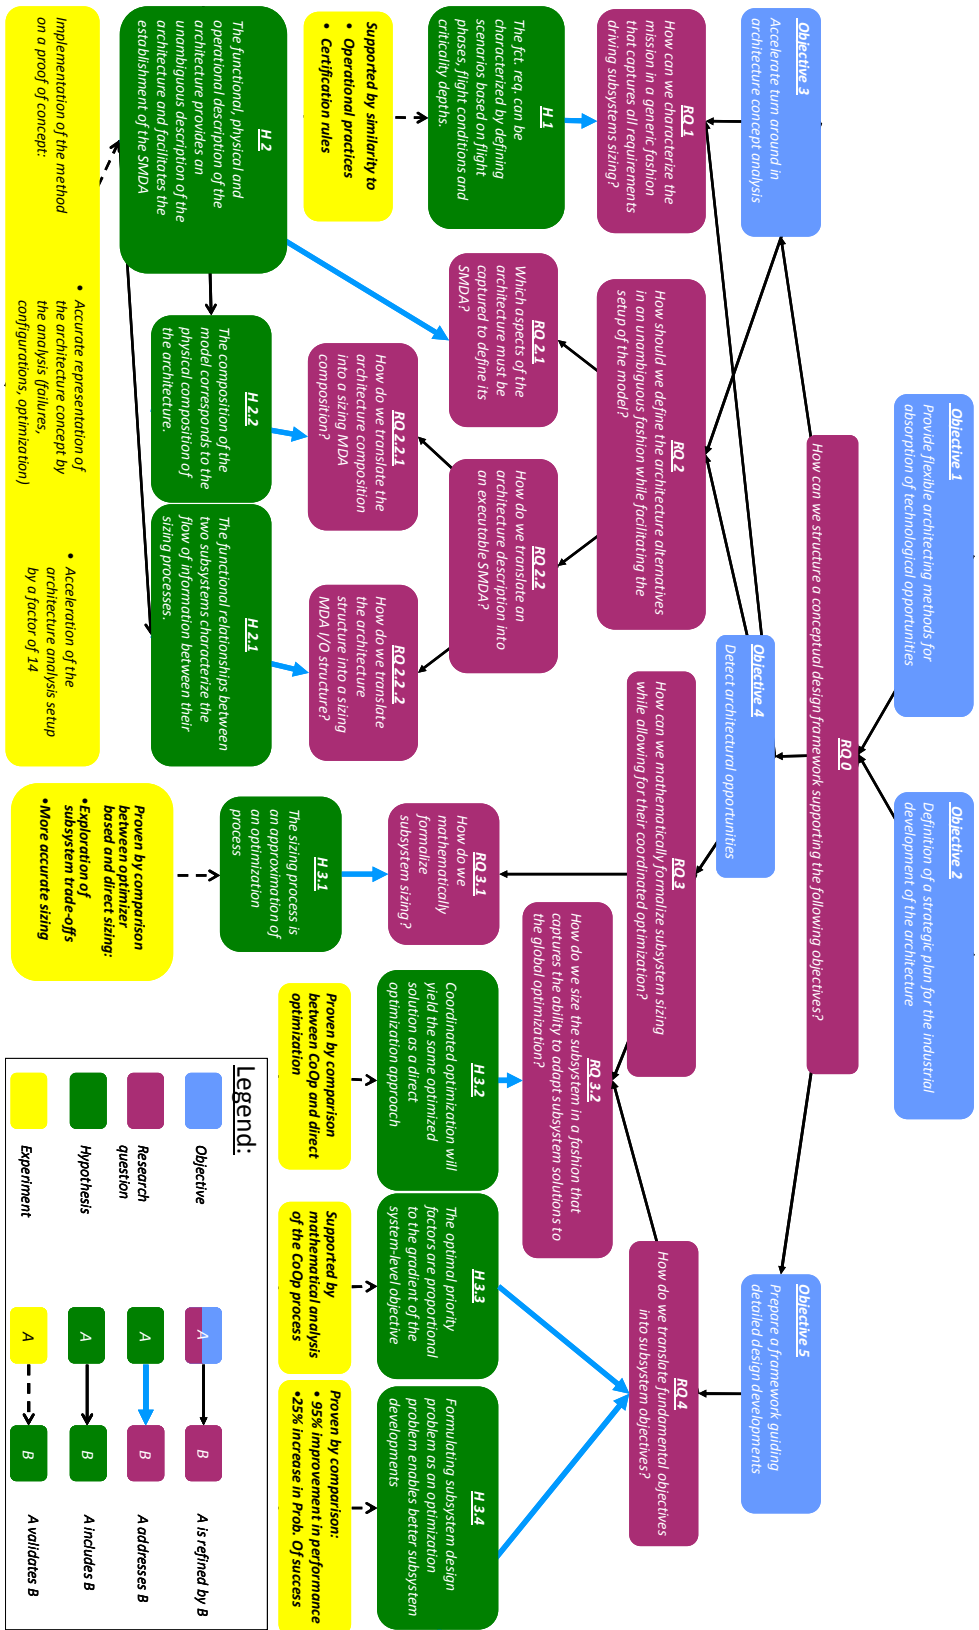 Objective 1
Provide flexible architecting methods for
absorption of technological opportunities
Objective 2
Definition of a strategic plan for the industrial
development of the architecture
RQ 0
How can we structure a conceptual design framework supporting the following objectives?
Objective 3
Accelerate turn around in
architecture concept analysis
Objective 4
Detect architectural opportunities
Objective 5
Prepare a framework guiding
detailed design developments
RQ 1
How can we characterize the
mission in a generic fashion
that captures all requirements
driving subsystems sizing?
RQ 2
How should we define the architecture alternatives
in an unambiguous fashion while facilitating the
setup of the model?
RQ 3
How can we mathematically formalize subsystem sizing
while allowing for their coordinated optimization?
RQ 4
How do we translate fundamental objectives
into subsystem objectives?
H 1
The fct. req. can be
characterized by defining
scenarios based on flight
phases, flight conditions and
criticality depths.
RQ 2.1
Which aspects of the
architecture must be
captured to define its
SMDA?
RQ 2.2
How do we translate an
architecture description into
an executable SMDA?
RQ 3.1
How do we
mathematically
formalize
subsystem sizing?
RQ 3.2
How do we size the subsystem in a fashion that
captures the ability to adapt subsystem solutions to
the global optimization?
Supported by similarity to
• Operational practices
• Certification rules
RQ 2.2.1
How do we translate the
architecture composition
into a sizing MDA
composition?
RQ 2.2.2
How do we translate
the architecture
structure into a sizing
MDA I/O structure?
H 3.1
The sizing process is
an approximation of
an optimization
process
H 3.2
Coordinated optimization will
yield the same optimized
solution as a direct
optimization approach
H 3.3
The optimal priority
factors are proportional
to the gradient of the
system-level objective
H 3.4
Formulating subsystem design
problem as an optimization
problem enables better subsystem
developments
H 2
The functional, physical and
operational description of the
architecture provides an
unambiguous description of the
architecture and facilitates the
establishment of the SMDA
H 2.2
The composition of the
model corresponds to the
physical composition of
the architecture.
H 2.1
The functional relationships between
two subsystems characterize the
flow of information between their
sizing processes.
Proven by comparison
between optimizer
based and direct sizing:
•Exploration of
subsystem trade-offs
•More accurate sizing
Proven by comparison
between CoOp and direct
optimization
Supported by
mathematical analysis
of the CoOp process
Proven by comparison:
• 95% improvement in performance
•25% increase in Prob. Of success
Implementation of the method
on a proof of concept:
• Accurate representation of
the architecture concept by
the analysis (failures,
configurations, optimization)
• Acceleration of the
architecture analysis setup
by a factor of 14
Legend:
Objective
A
B
A is refined by B
Research
question
A
B
A addresses B
Hypothesis
A
B
A includes B
Experiment
A
B
A validates B